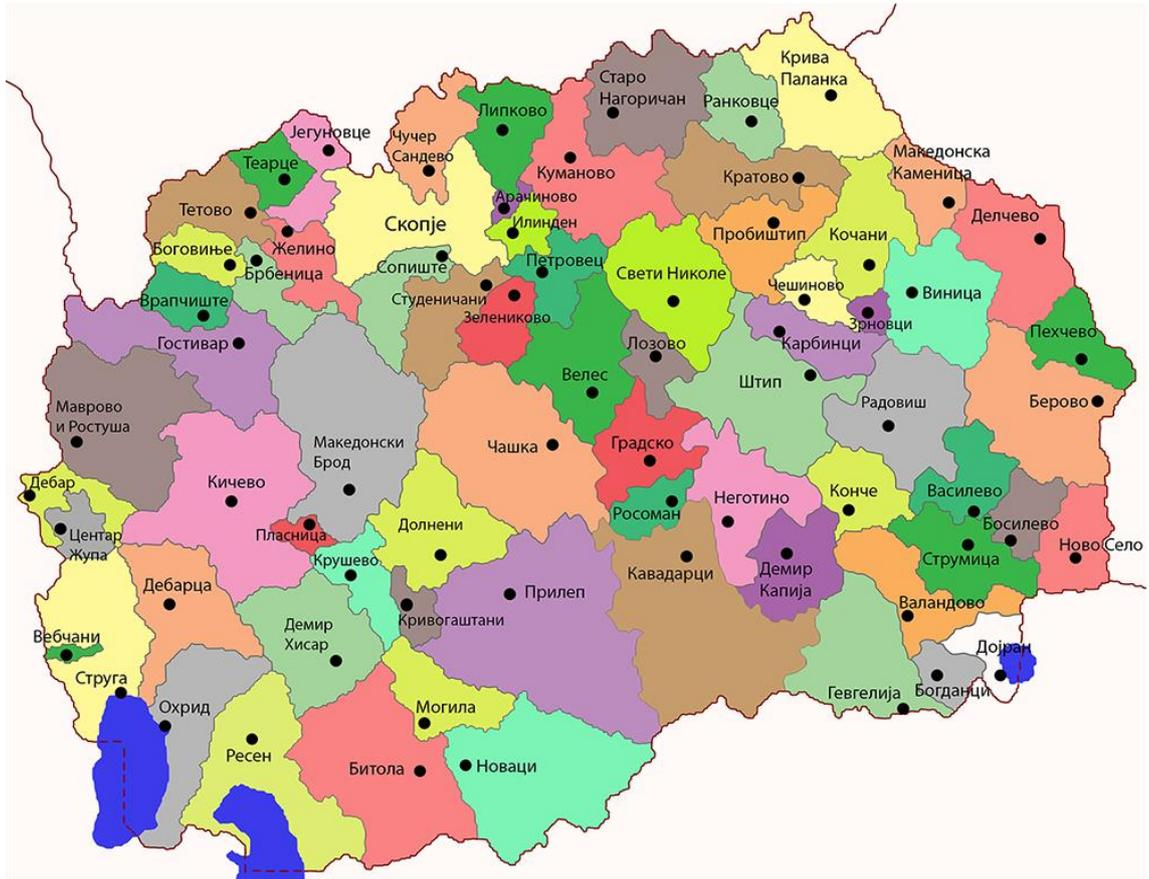 Крива
Паланка
Старо
Нагоричан
Ранковце
Липково
Јегуновце
Чучер
Сандево
Теарце
Куманово
Кратово
Македонска
Каменица
Арачиново
Тетово
Скопје
Илинден
Делчево
Пробиштип
Кочани
Боговиње
Желино
Брбеница
Сопиште
Петровец
Свети Николе
Студеничани
Чешиново
Виница
Врапчиште
Зелениково
Зрновци
Гостивар
Лозово
Карбинци
Пехчево
Велес
Штип
Радовиш
Берово
Маврово
и Ростуша
Македонски
Брод
Чашка
Градско
Дебар
Кичево
Неготино
Конче
Василево
Росоман
Долнени
Босилево
Центар
Жупа
Пласница
Ново Село
Крушево
Струмица
Дебарца
Прилеп
Кавадарци
Демир
Капија
Валандово
Кривогаштани
Демир
Хисар
Вебчани
Дојран
Струга
Гевгелија
Богданци
Охрид
Могила
Ресен
Битола
Новаци